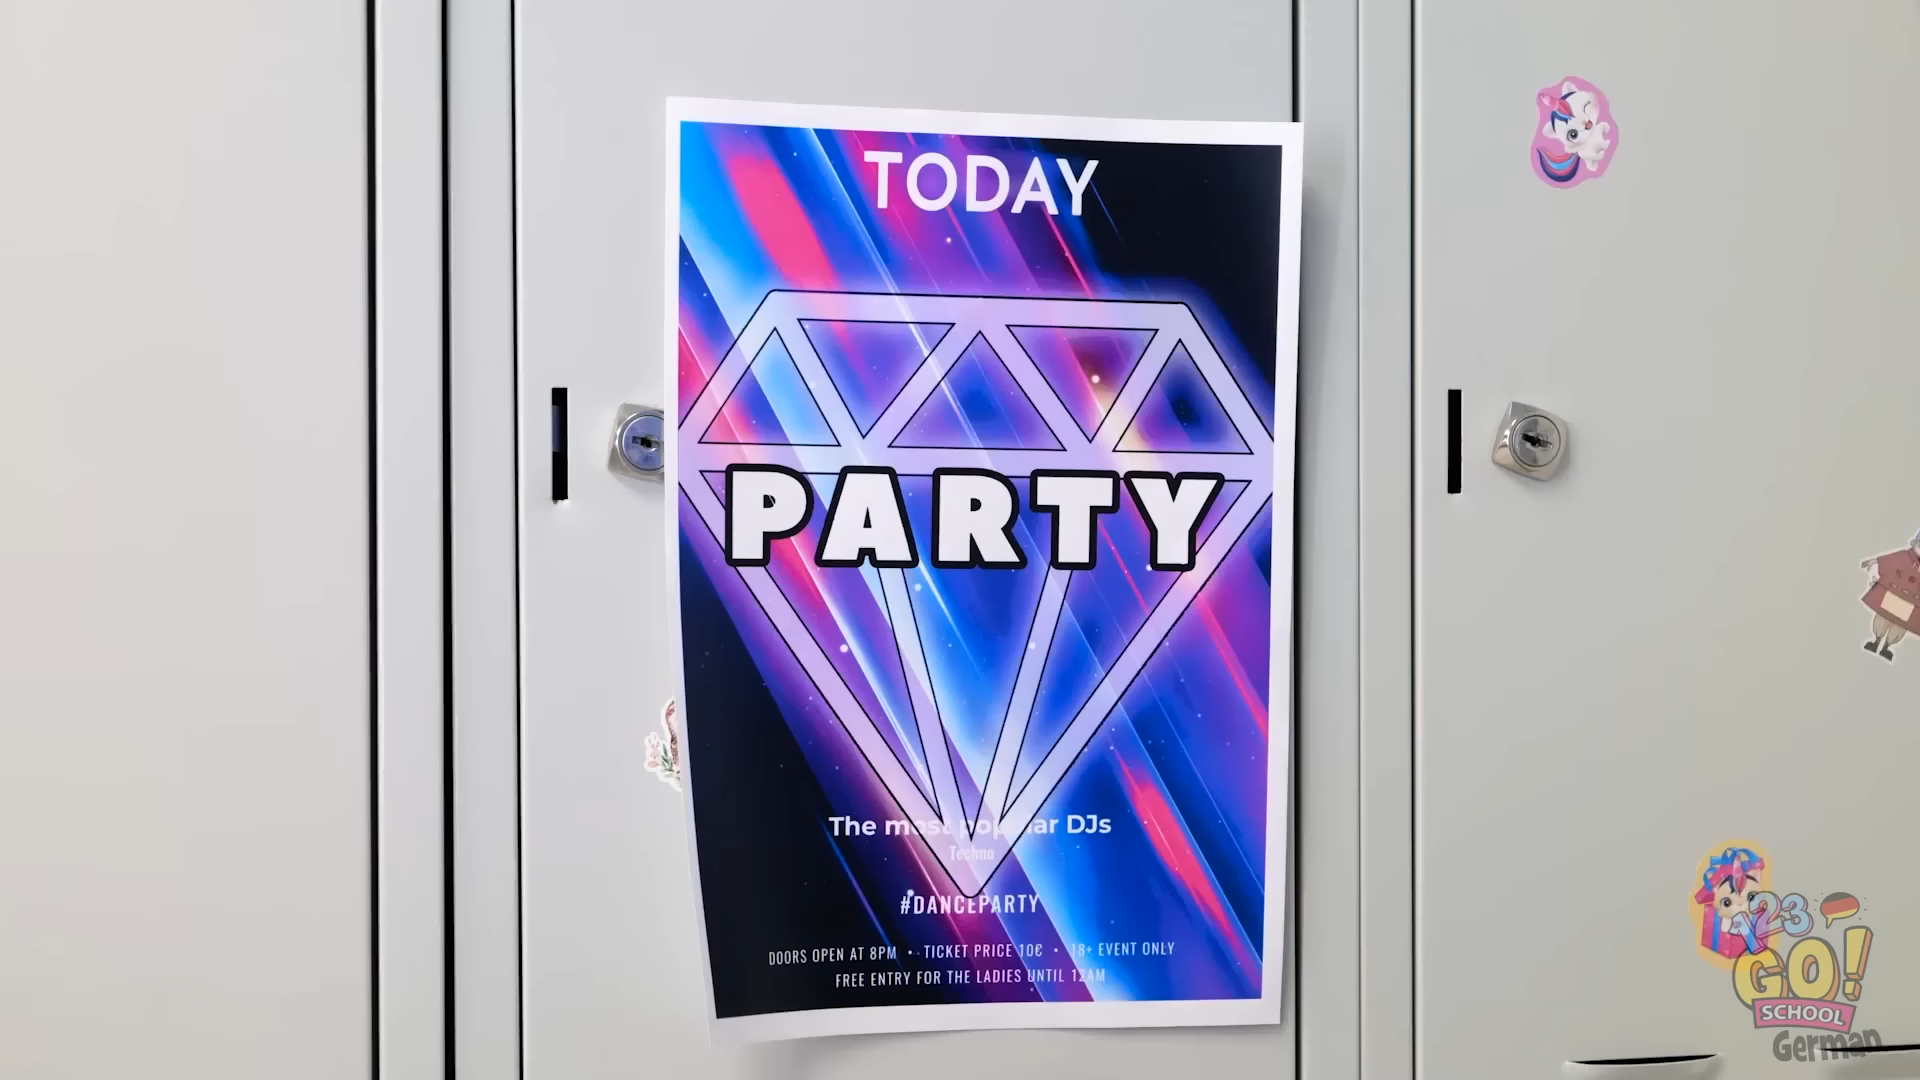 TODAY
PARTY
The most popular DJs
Techno
#DANCEPARTY
DOORS OPEN AT 8PM • TICKET PRICE 10€ • 18+ EVENT ONLY
FREE ENTRY FOR THE LADIES UNTIL 12AM
123
GO!
SCHOOL
German